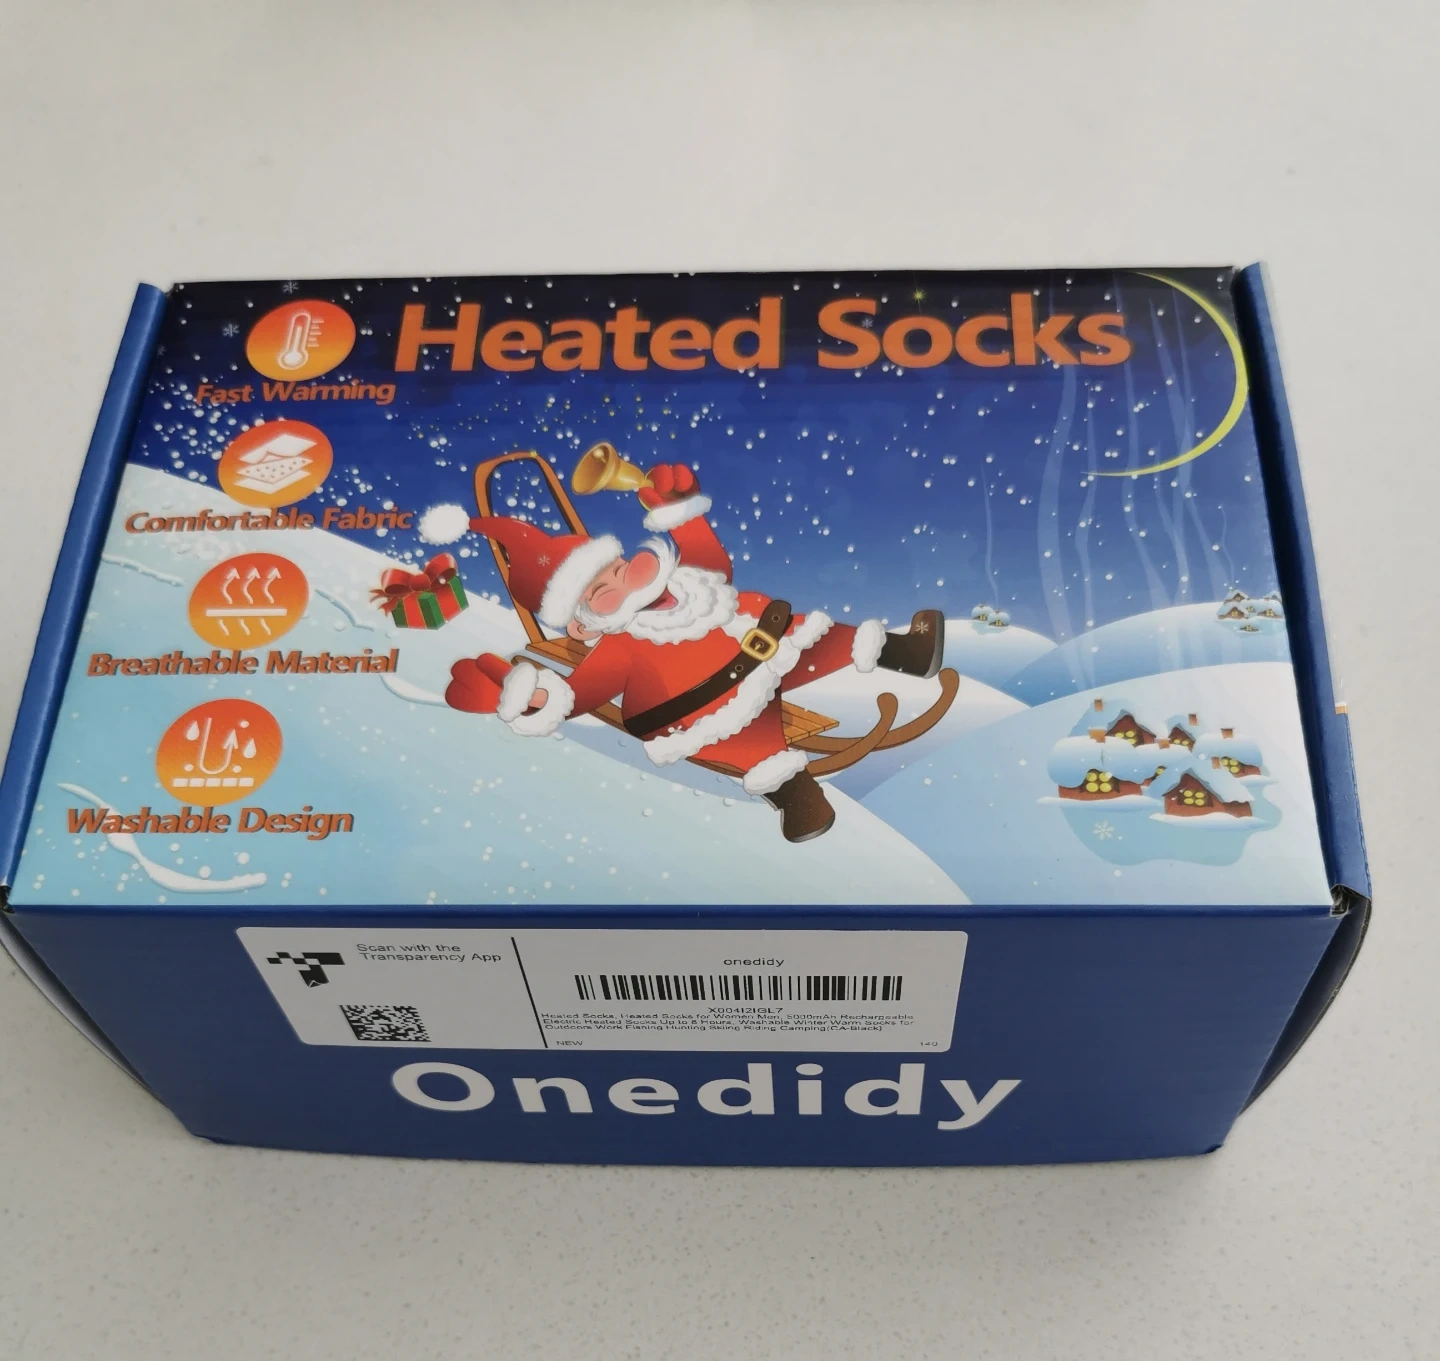 Heated Socks
Fast Warming
Comfortable Fabric
Breathable Material
Washable Design
Scan with the
Transparency App
onedidy
X004I2IGL7
Heated Socks, Heated Socks for Women Men, 5000mAh Rechargeable
Electric Heated Socks Up to 8 Hours, Washable Winter Warm Socks for
Outdoors Work Fishing Hunting Skiing Riding Camping(CA-Black)
NEW
140
Onedidy